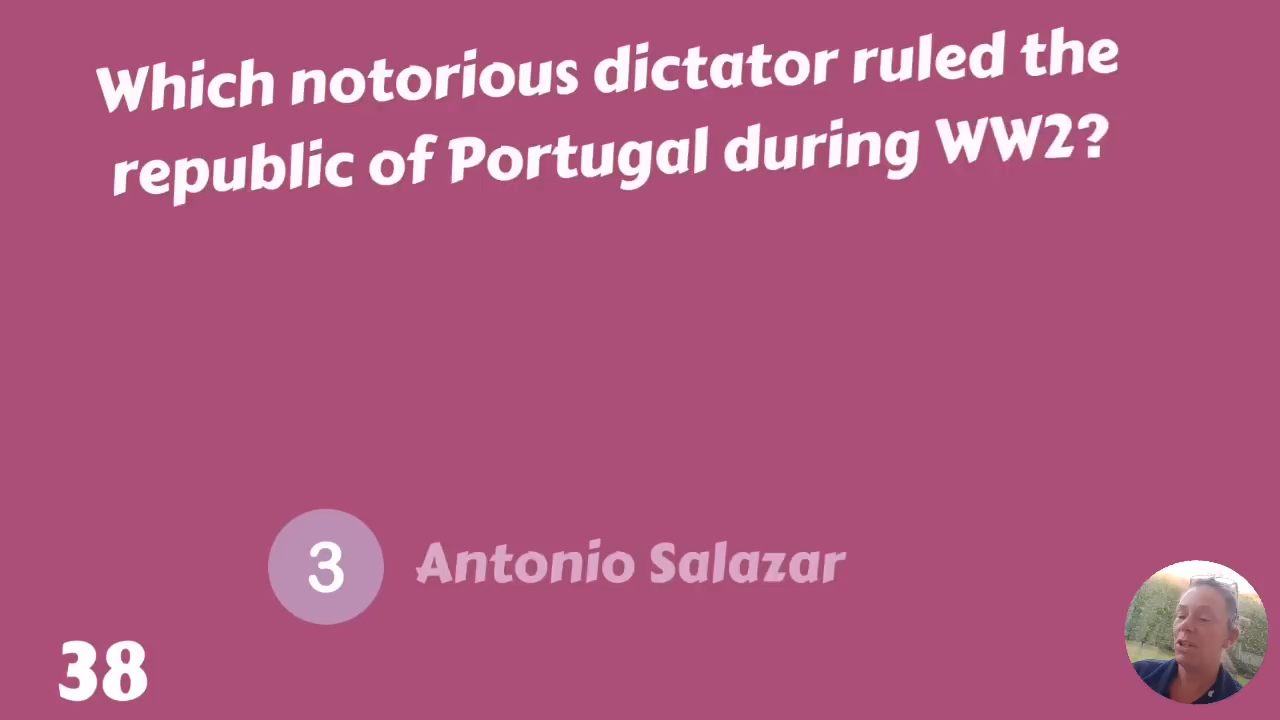 Which notorious dictator ruled the
republic of Portugal during WW2?
3 Antonio Salazar
38